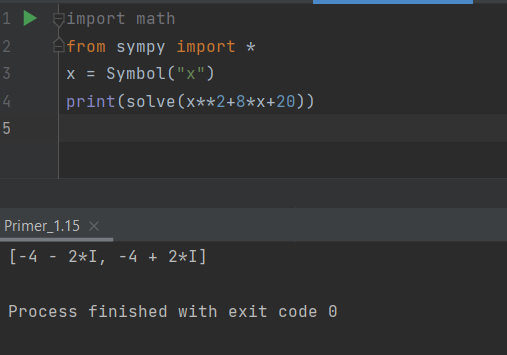 1 import math
2 from sympy import *
3 x = Symbol("x")
4 print(solve(x**2+8*x+20))
5
Primer_1.15 ×
[-4 - 2*I, -4 + 2*I]
Process finished with exit code 0